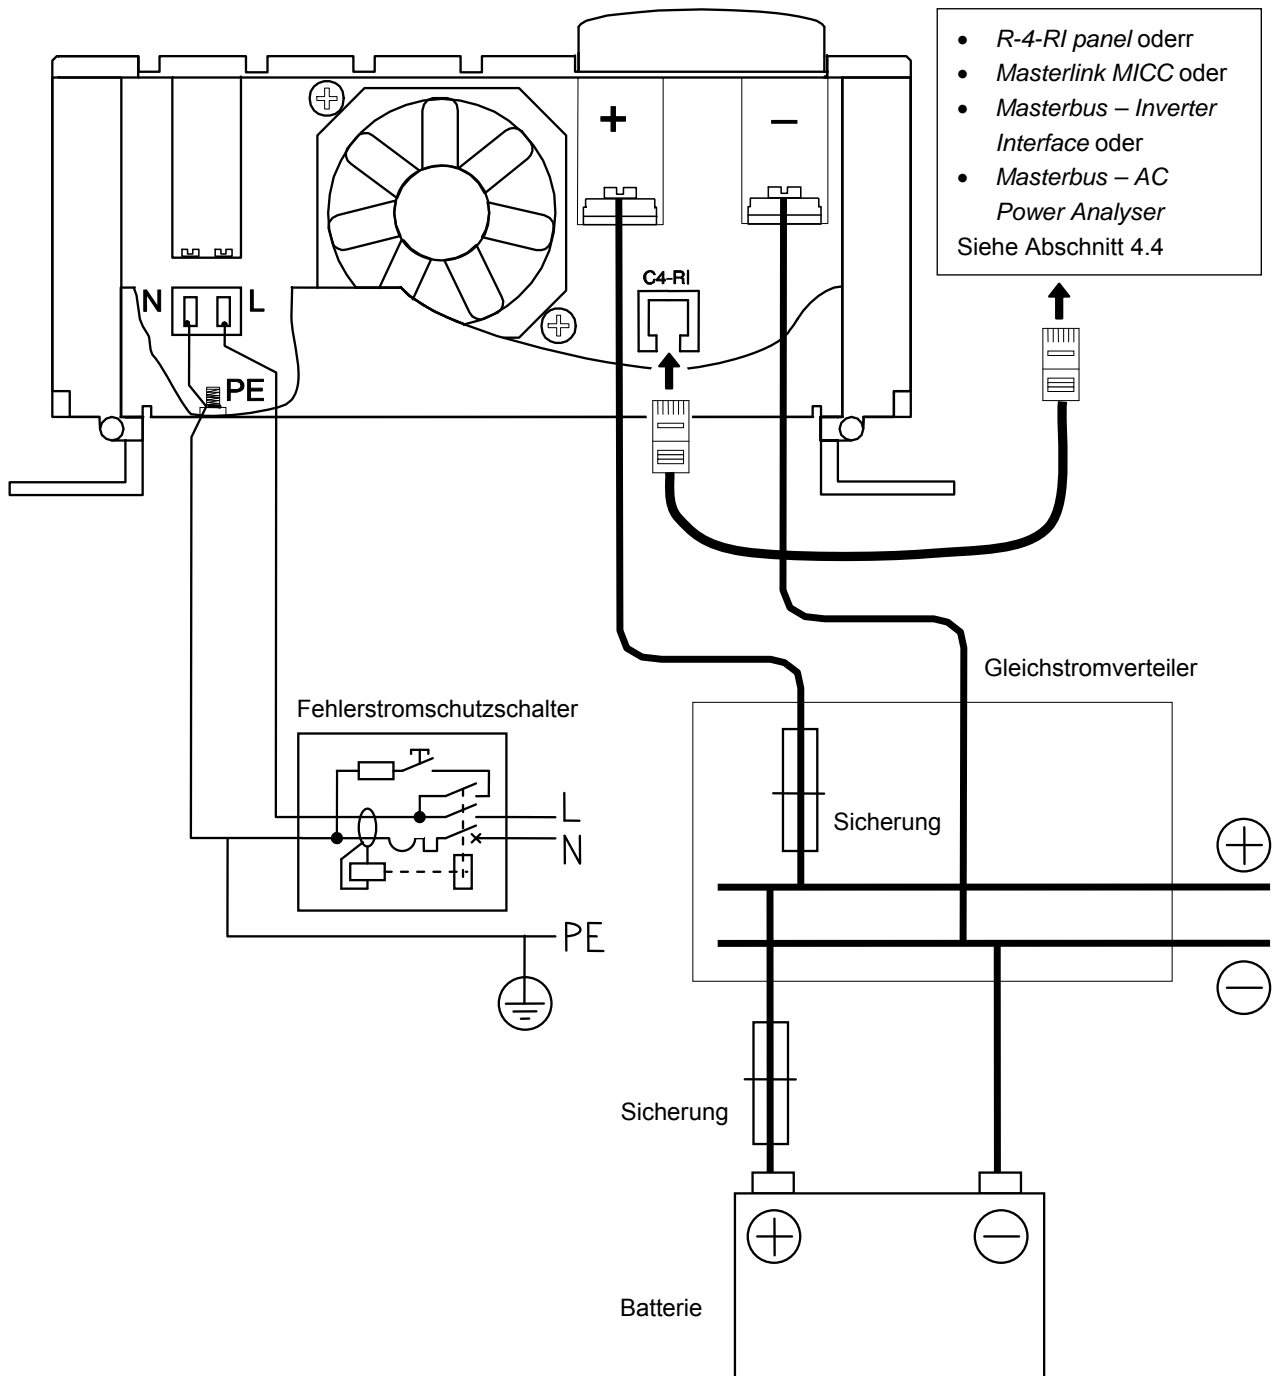 • R-4-RI panel oderr
• Masterlink MICC oder
• Masterbus – Inverter
Interface oder
• Masterbus – AC
Power Analyser
Siehe Abschnitt 4.4
+
−
C4-RI
N
L
PE
Gleichstromverteiler
Fehlerstromschutzschalter
L
Sicherung
N
+
PE
−
Sicherung
+
−
Batterie